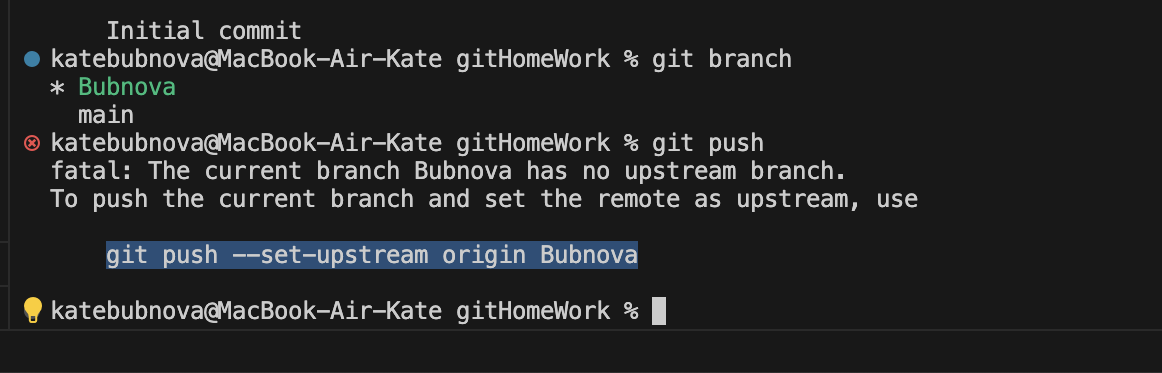 Initial commit
katebubnova@MacBook-Air-Kate gitHomeWork % git branch
* Bubnova
main
katebubnova@MacBook-Air-Kate gitHomeWork % git push
fatal: The current branch Bubnova has no upstream branch.
To push the current branch and set the remote as upstream, use
git push --set-upstream origin Bubnova
katebubnova@MacBook-Air-Kate gitHomeWork %